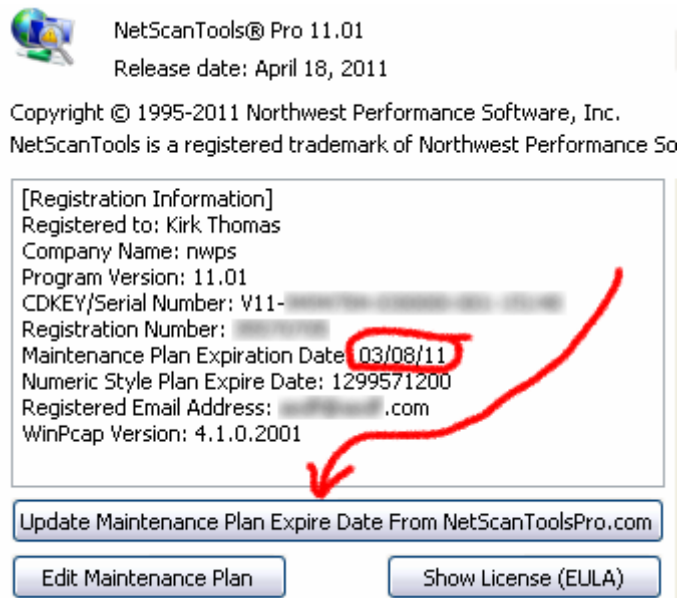 NetScanTools® Pro 11.01
Release date: April 18, 2011
Copyright © 1995-2011 Northwest Performance Software, Inc.
NetScanTools is a registered trademark of Northwest Performance So
[Registration Information]
Registered to: Kirk Thomas
Company Name: nwps
Program Version: 11.01
CDKEY/Serial Number: V11-
Registration Number:
Maintenance Plan Expiration Date: 03/08/11
Numeric Style Plan Expire Date: 1299571200
Registered Email Address: .com
WinPcap Version: 4.1.0.2001
Update Maintenance Plan Expire Date From NetScanToolsPro.com
Edit Maintenance Plan
Show License (EULA)